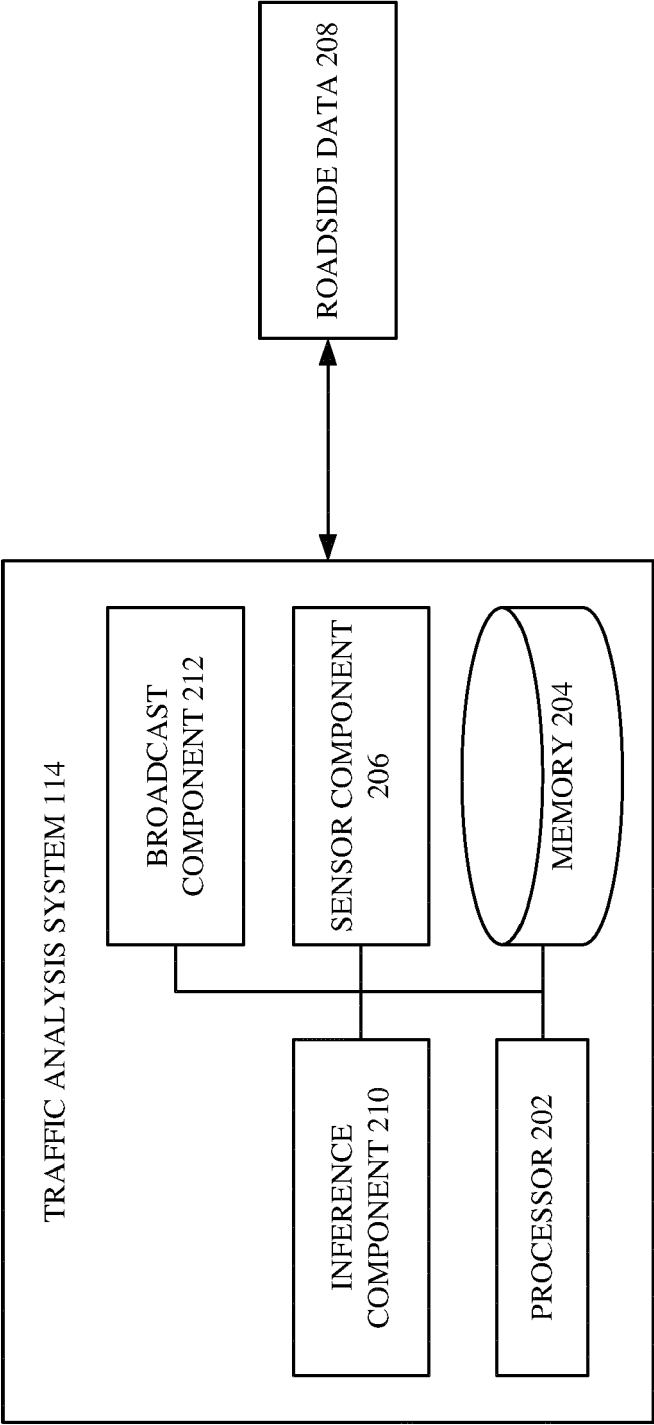 TRAFFIC ANALYSIS SYSTEM 114
INFERENCE
COMPONENT 210
BROADCAST
COMPONENT 212
SENSOR COMPONENT
206
PROCESSOR 202
MEMORY 204
ROADSIDE DATA 208